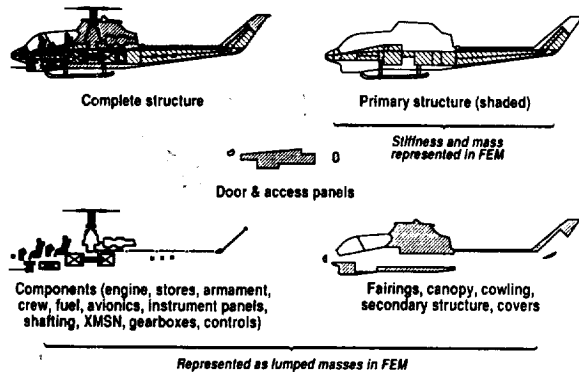 Complete structure
Primary structure (shaded)
Stiffness and mass
represented in FEM
Door & access panels
Components (engine, stores, armament,
crew, fuel, avionics, instrument panels,
shafting, XMSN, gearboxes, controls)
Fairings, canopy, cowling,
secondary structure, covers
Represented as lumped masses in FEM